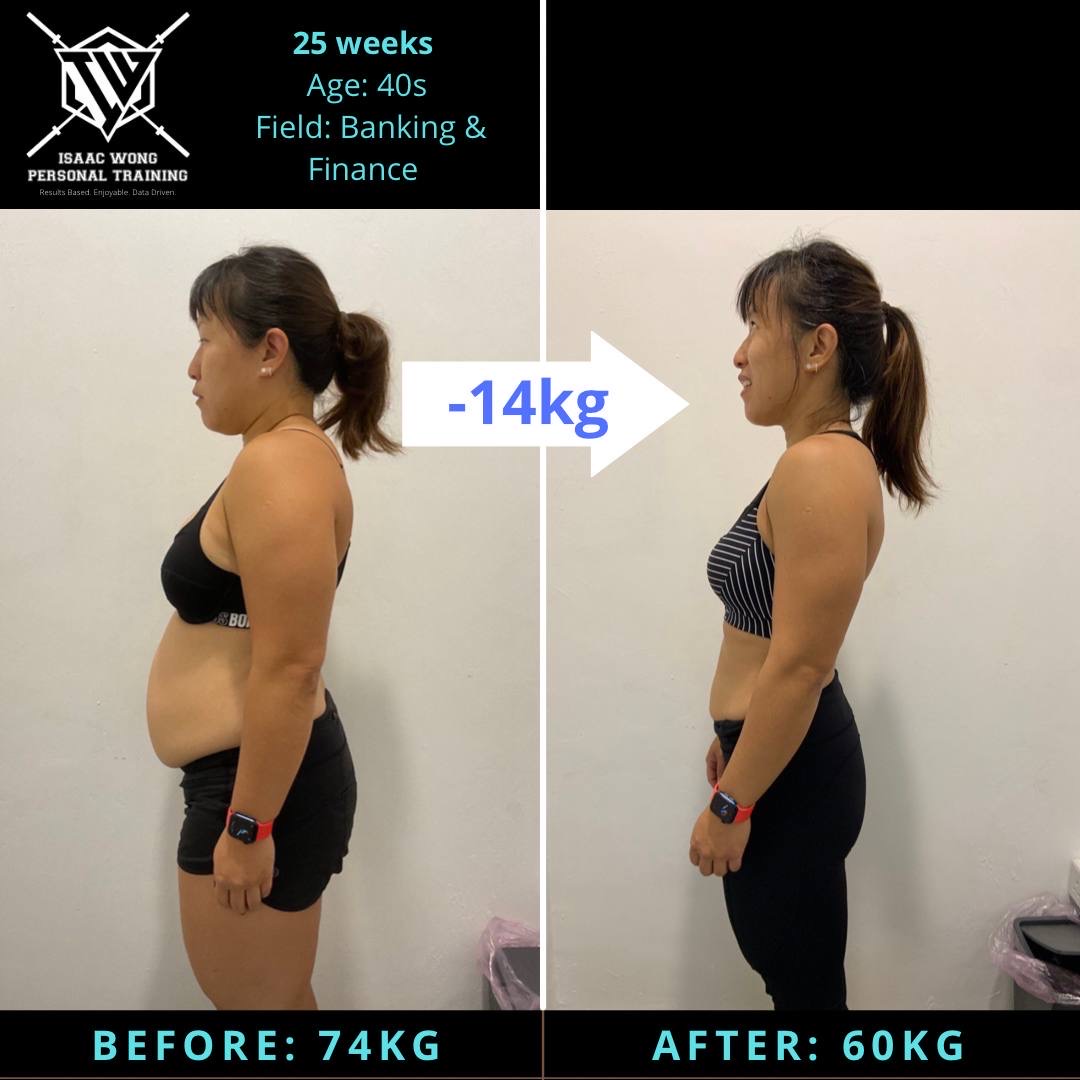 ISAAC WONG
PERSONAL TRAINING
Results Based. Enjoyable. Data Driven.
25 weeks
Age: 40s
Field: Banking &
Finance
-14kg
BEFORE: 74KG
AFTER: 60KG